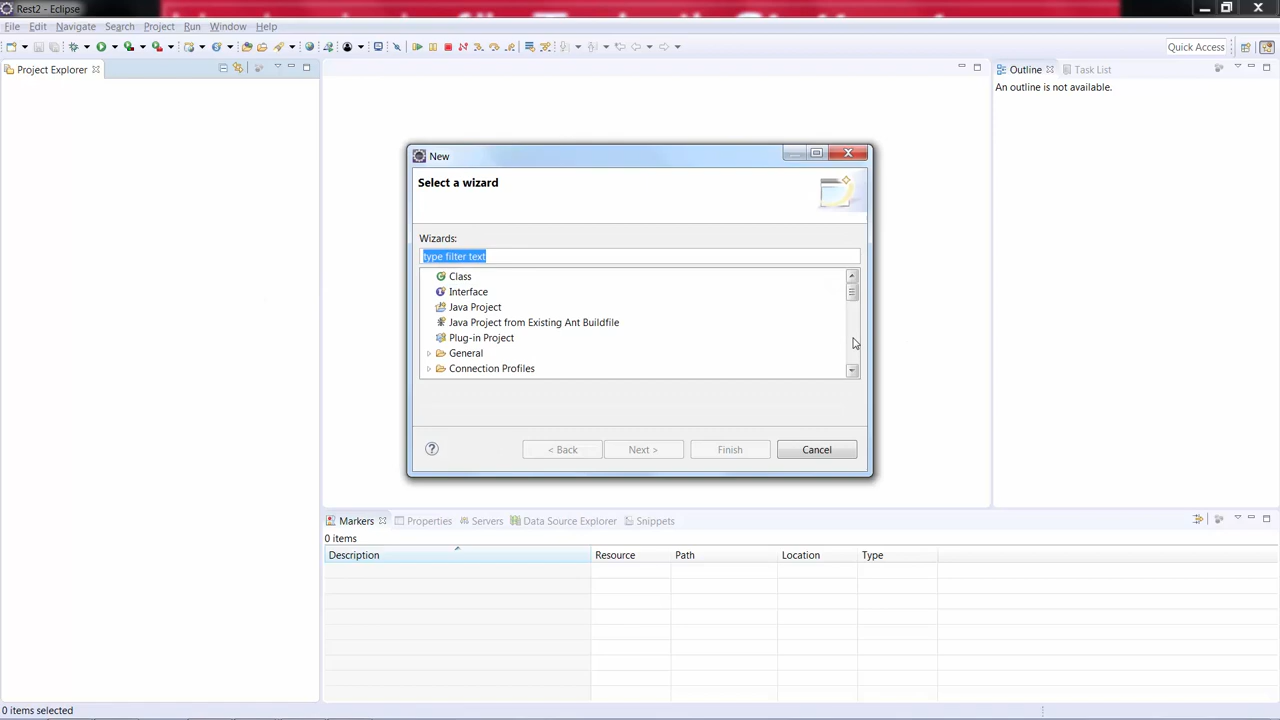 Rest2 - Eclipse
File Edit Navigate Search Project Run Window Help
Quick Access
Project Explorer
Outline
Task List
An outline is not available.
New
Select a wizard
Wizards:
type filter text
Class
Interface
Java Project
Java Project from Existing Ant Buildfile
Plug-in Project
General
Connection Profiles
?
< Back
Next >
Finish
Cancel
Markers
Properties
Servers
Data Source Explorer
Snippets
0 items
Description
Resource
Path
Location
Type
0 items selected